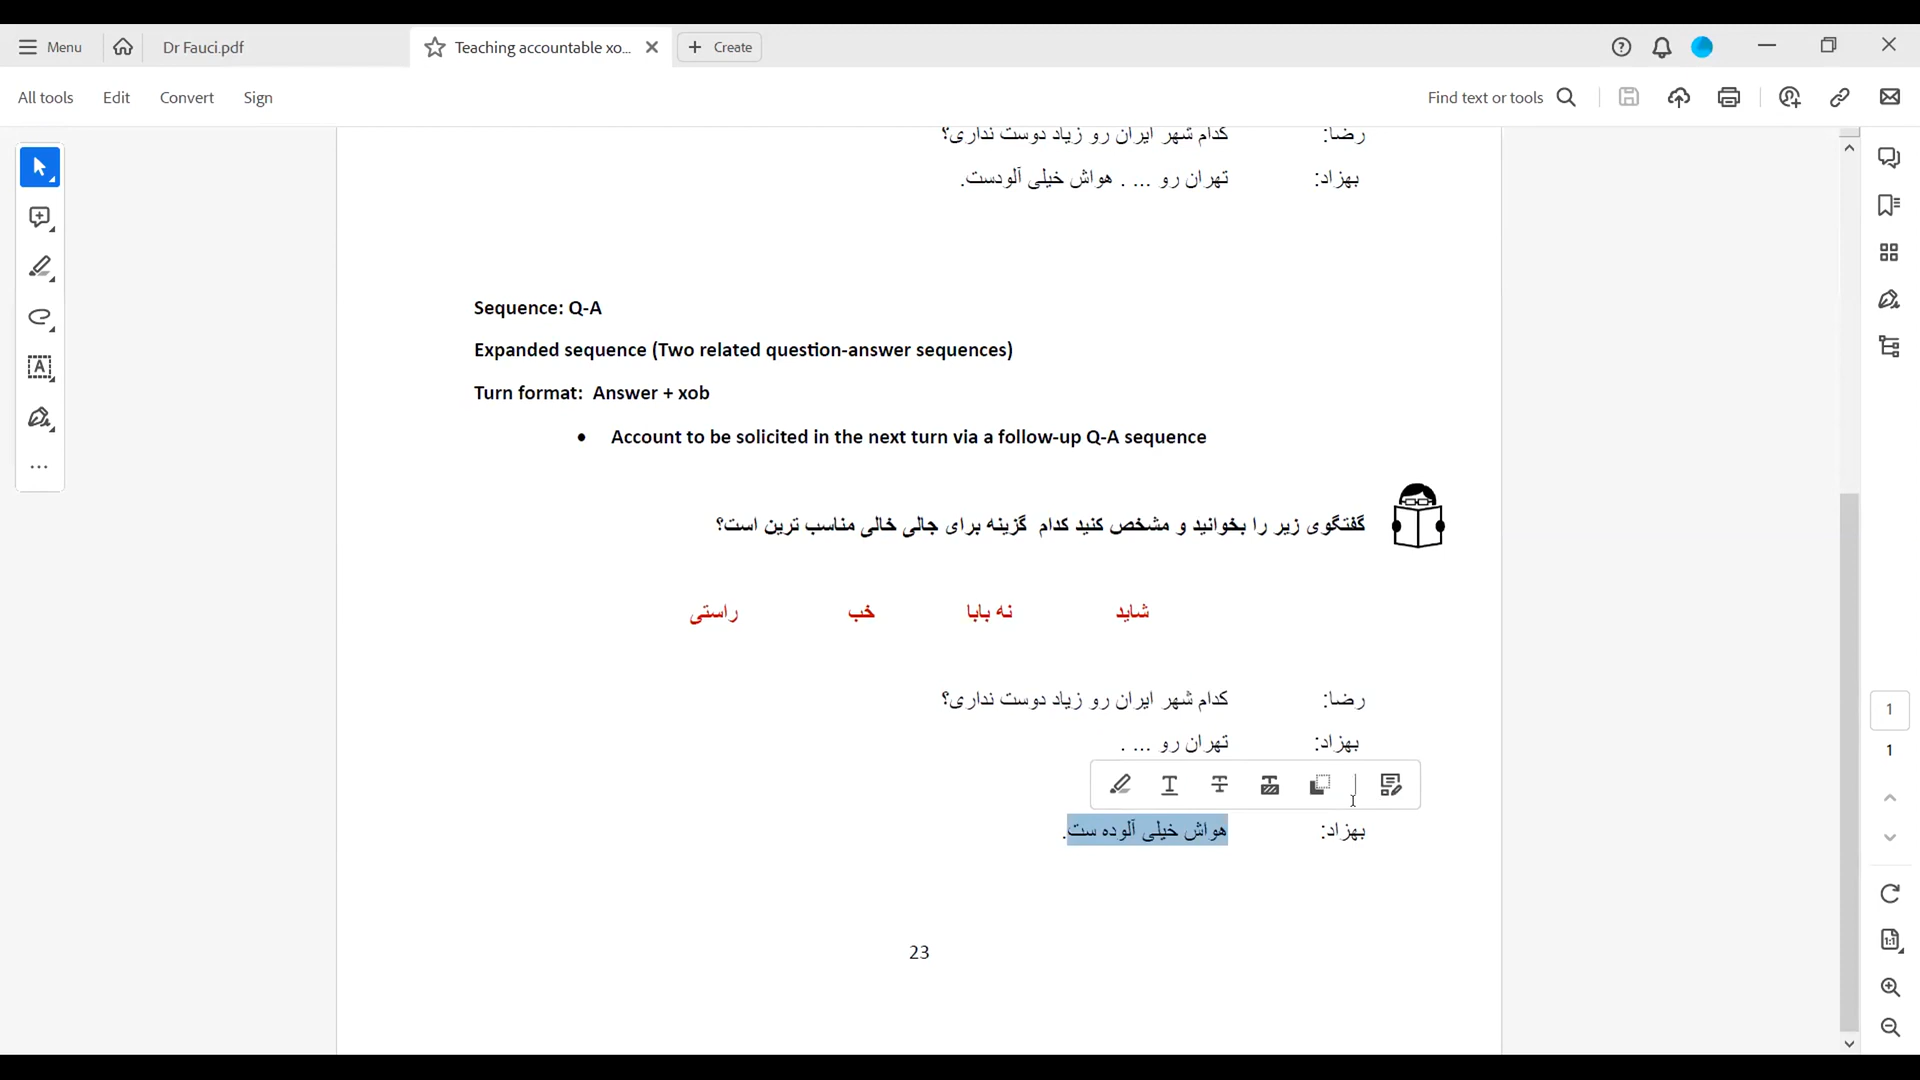 Menu
Dr Fauci.pdf
Teaching accountable xo...
Create
All tools
Edit
Convert
Sign
Find text or tools
رضا: کدام شهر ایران رو زیاد دوست نداری؟
بهزاد: تهران رو ... . هواش خیلی آلودست.
Sequence: Q-A
Expanded sequence (Two related question-answer sequences)
Turn format: Answer + xob
• Account to be solicited in the next turn via a follow-up Q-A sequence
گفتگوی زیر را بخوانید و مشخص کنید کدام گزینه برای جالی خالی مناسب ترین است؟
شاید نه بابا خب راستی
رضا: کدام شهر ایران رو زیاد دوست نداری؟
بهزاد: تهران رو ... .
بهزاد: هواش خیلی آلوده ست.
23
1
1